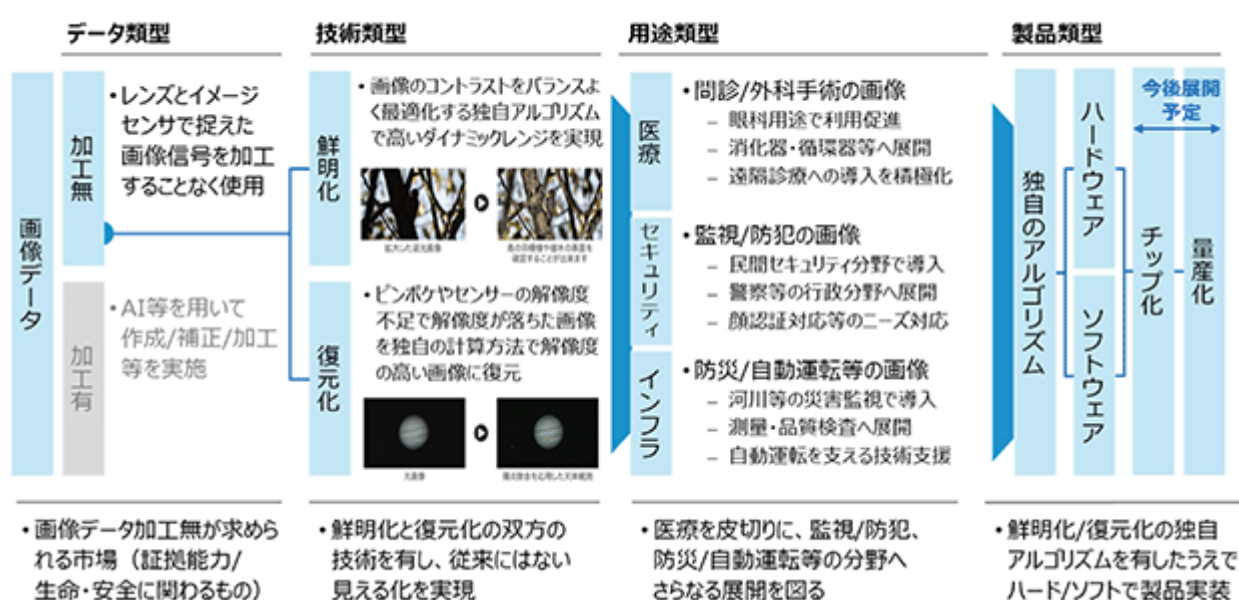 データ類型
技術類型
用途類型
製品類型
画像データ
加工無
・レンズとイメージ
センサで捉えた
画像信号を加工
することなく使用
加工有
・AI等を用いて
作成/補正/加工
等を実施
鮮明化
・画像のコントラストをバランスよ
く最適化する独自アルゴリズム
で高いダイナミックレンジを実現
拡大した逆光画像
確認することが出来ます
復元化
・ピンボケやセンサーの解像度
不足で解像度が落ちた画像
を独自の計算方法で解像度
の高い画像に復元
元画像
医療
・問診/外科手術の画像
– 眼科用途で利用促進
– 消化器・循環器等へ展開
– 遠隔診療への導入を積極化
セキュリティ
・監視/防犯の画像
– 民間セキュリティ分野で導入
– 警察等の行政分野へ展開
– 顔認証対応等のニーズ対応
インフラ
・防災/自動運転等の画像
– 河川等の災害監視で導入
– 測量・品質検査へ展開
– 自動運転を支える技術支援
独自のアルゴリズム
ハードウェア
ソフトウェア
今後展開
予定
チップ化
量産化
・画像データ加工無が求めら
れる市場（証拠能力/
生命・安全に関わるもの）
・鮮明化と復元化の双方の
技術を有し、従来にはない
見える化を実現
・医療を皮切りに、監視/防犯、
防災/自動運転等の分野へ
さらなる展開を図る
・鮮明化/復元化の独自
アルゴリズムを有したうえで
ハード/ソフトで製品実装